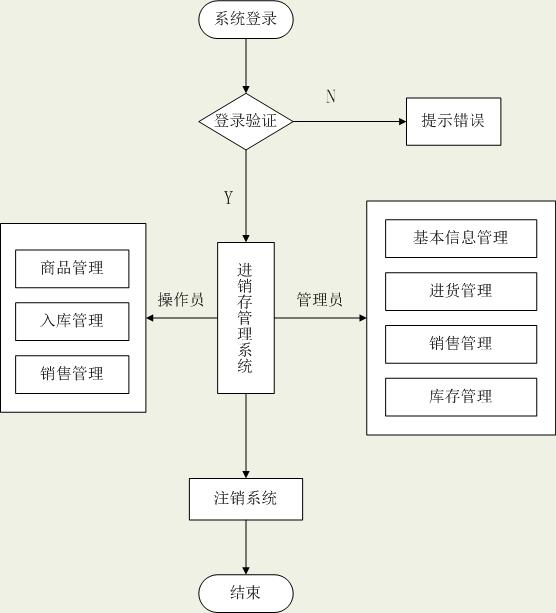 系统登录
登录验证
N
提示错误
Y
商品管理
入库管理
销售管理
操作员
进销存管理系统
管理员
基本信息管理
进货管理
销售管理
库存管理
注销系统
结束